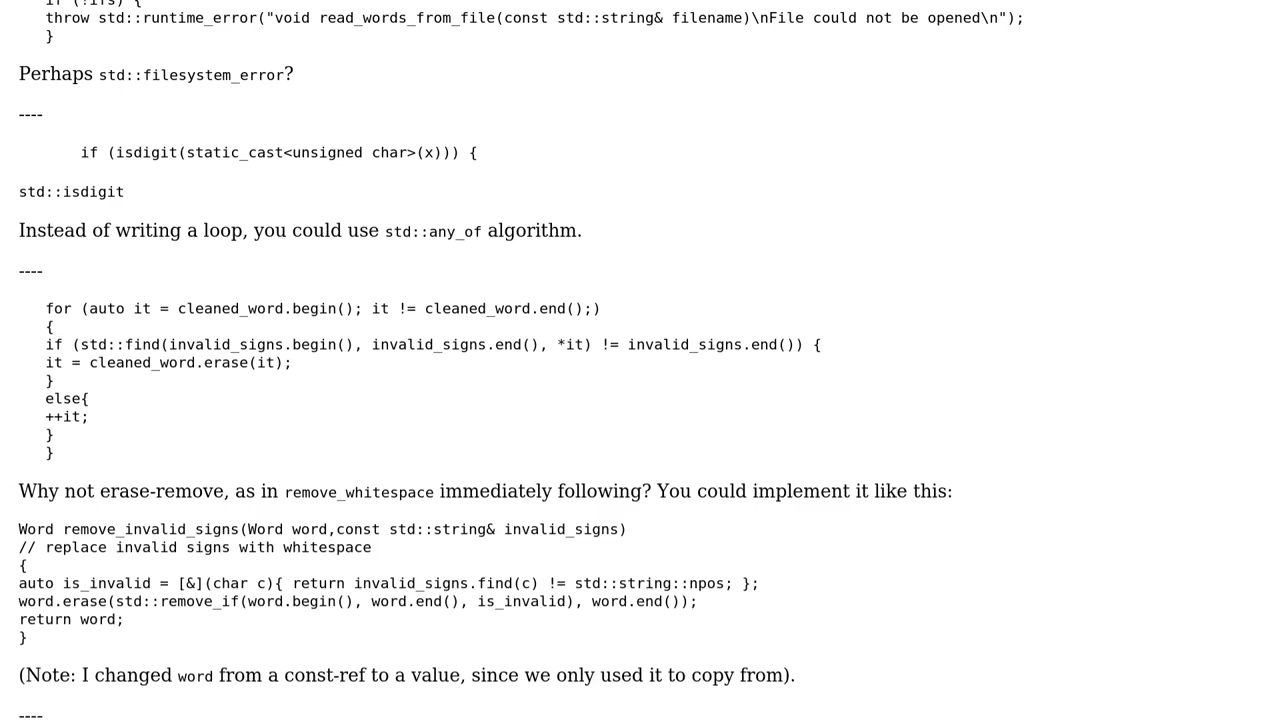 if (!ifs) {
throw std::runtime_error("void read_words_from_file(const std::string& filename)\nFile could not be opened\n");
}
Perhaps std::filesystem_error?
----
if (isdigit(static_cast<unsigned char>(x))) {
std::isdigit
Instead of writing a loop, you could use std::any_of algorithm.
----
for (auto it = cleaned_word.begin(); it != cleaned_word.end();)
{
if (std::find(invalid_signs.begin(), invalid_signs.end(), *it) != invalid_signs.end()) {
it = cleaned_word.erase(it);
}
else{
++it;
}
}
Why not erase-remove, as in remove_whitespace immediately following? You could implement it like this:
Word remove_invalid_signs(Word word,const std::string& invalid_signs)
// replace invalid signs with whitespace
{
auto is_invalid = [&](char c){ return invalid_signs.find(c) != std::string::npos; };
word.erase(std::remove_if(word.begin(), word.end(), is_invalid), word.end());
return word;
}
(Note: I changed word from a const-ref to a value, since we only used it to copy from).
----